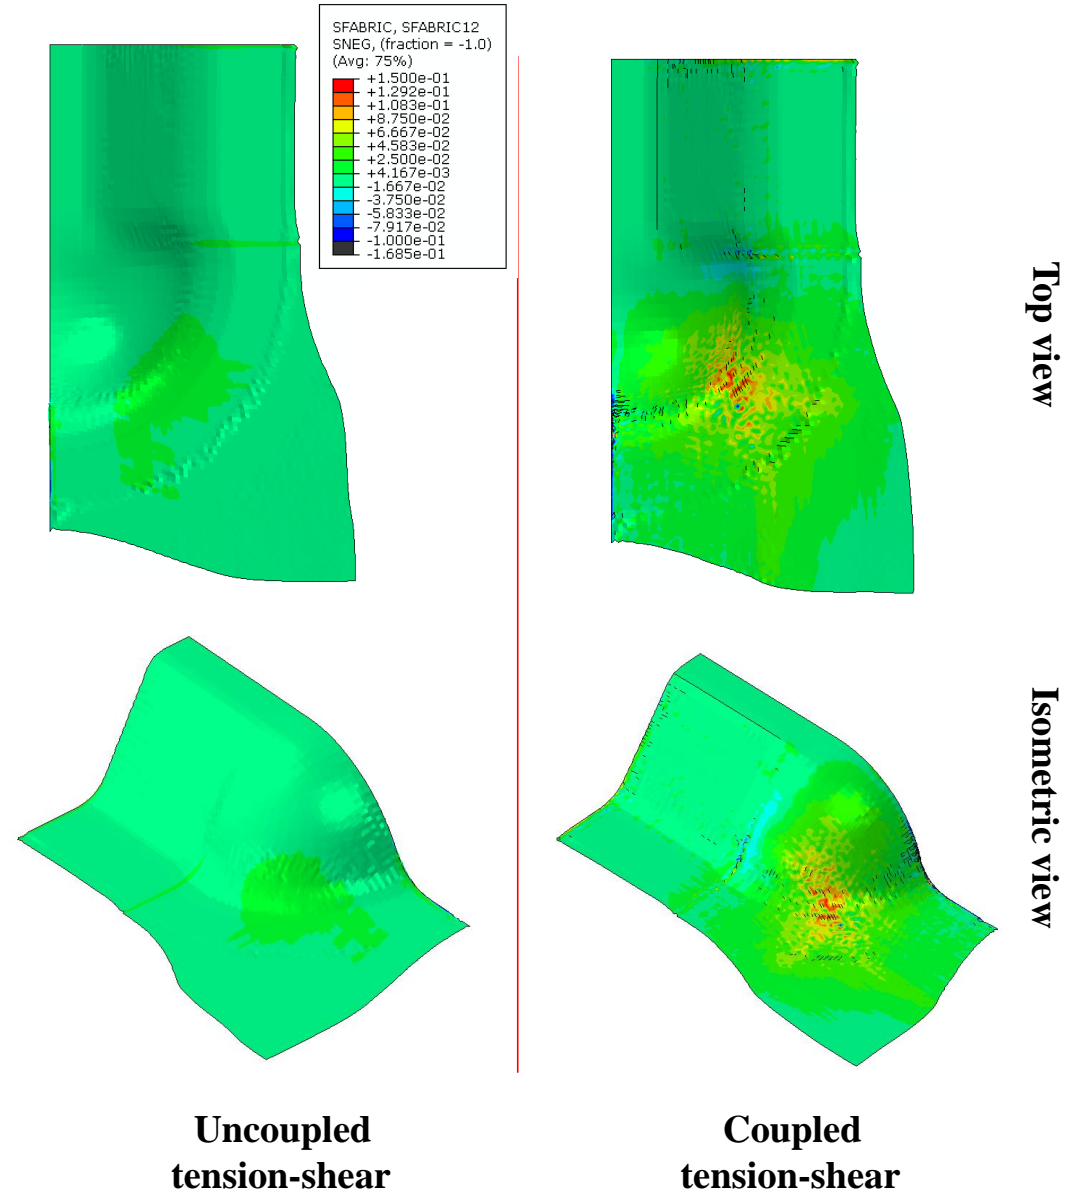 SFABRIC, SFABRIC12
SNEG, (fraction = -1.0)
(Avg: 75%)
+1.500e-01
+1.292e-01
+1.083e-01
+8.750e-02
+6.667e-02
+4.583e-02
+2.500e-02
+4.167e-03
-1.667e-02
-3.750e-02
-5.833e-02
-7.917e-02
-1.000e-01
-1.685e-01
Top view
Isometric view
Uncoupled
tension-shear
Coupled
tension-shear